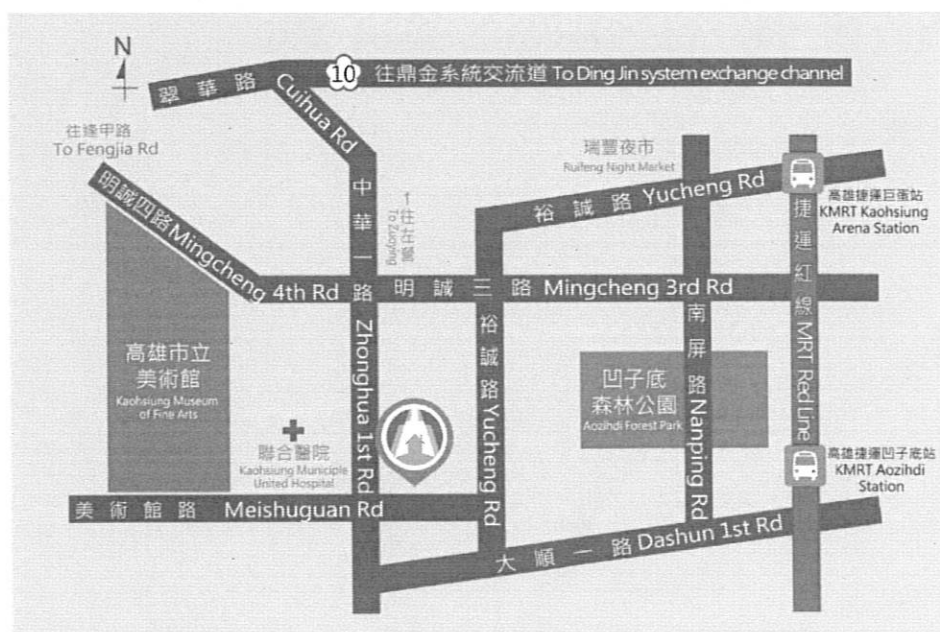 N
10 往鼎金系統交流道 To Ding Jin system exchange channel
翠華路 Cuihua Rd
往逢甲路
To Fengjia Rd
瑞豐夜市
Ruifeng Night Market
裕誠路 Yucheng Rd
高雄捷運巨蛋站
KMRT Kaohsiung
Arena Station
明誠四路 Mingcheng 4th Rd
←往左營
To Zuoying
明誠三路 Mingcheng 3rd Rd
中華一路 Zhonghua 1st Rd
裕誠路 Yucheng Rd
南屏路 Nanping Rd
捷運紅線 MRT Red Line
高雄市立
美術館
Kaohsiung Museum
of Fine Arts
凹子底
森林公園
Aozihdi Forest Park
聯合醫院
Kaohsiung Municiple
United Hospital
高雄捷運凹子底站
KMRT Aozihdi
Station
美術館路 Meishuguan Rd
大順一路 Dashun 1st Rd